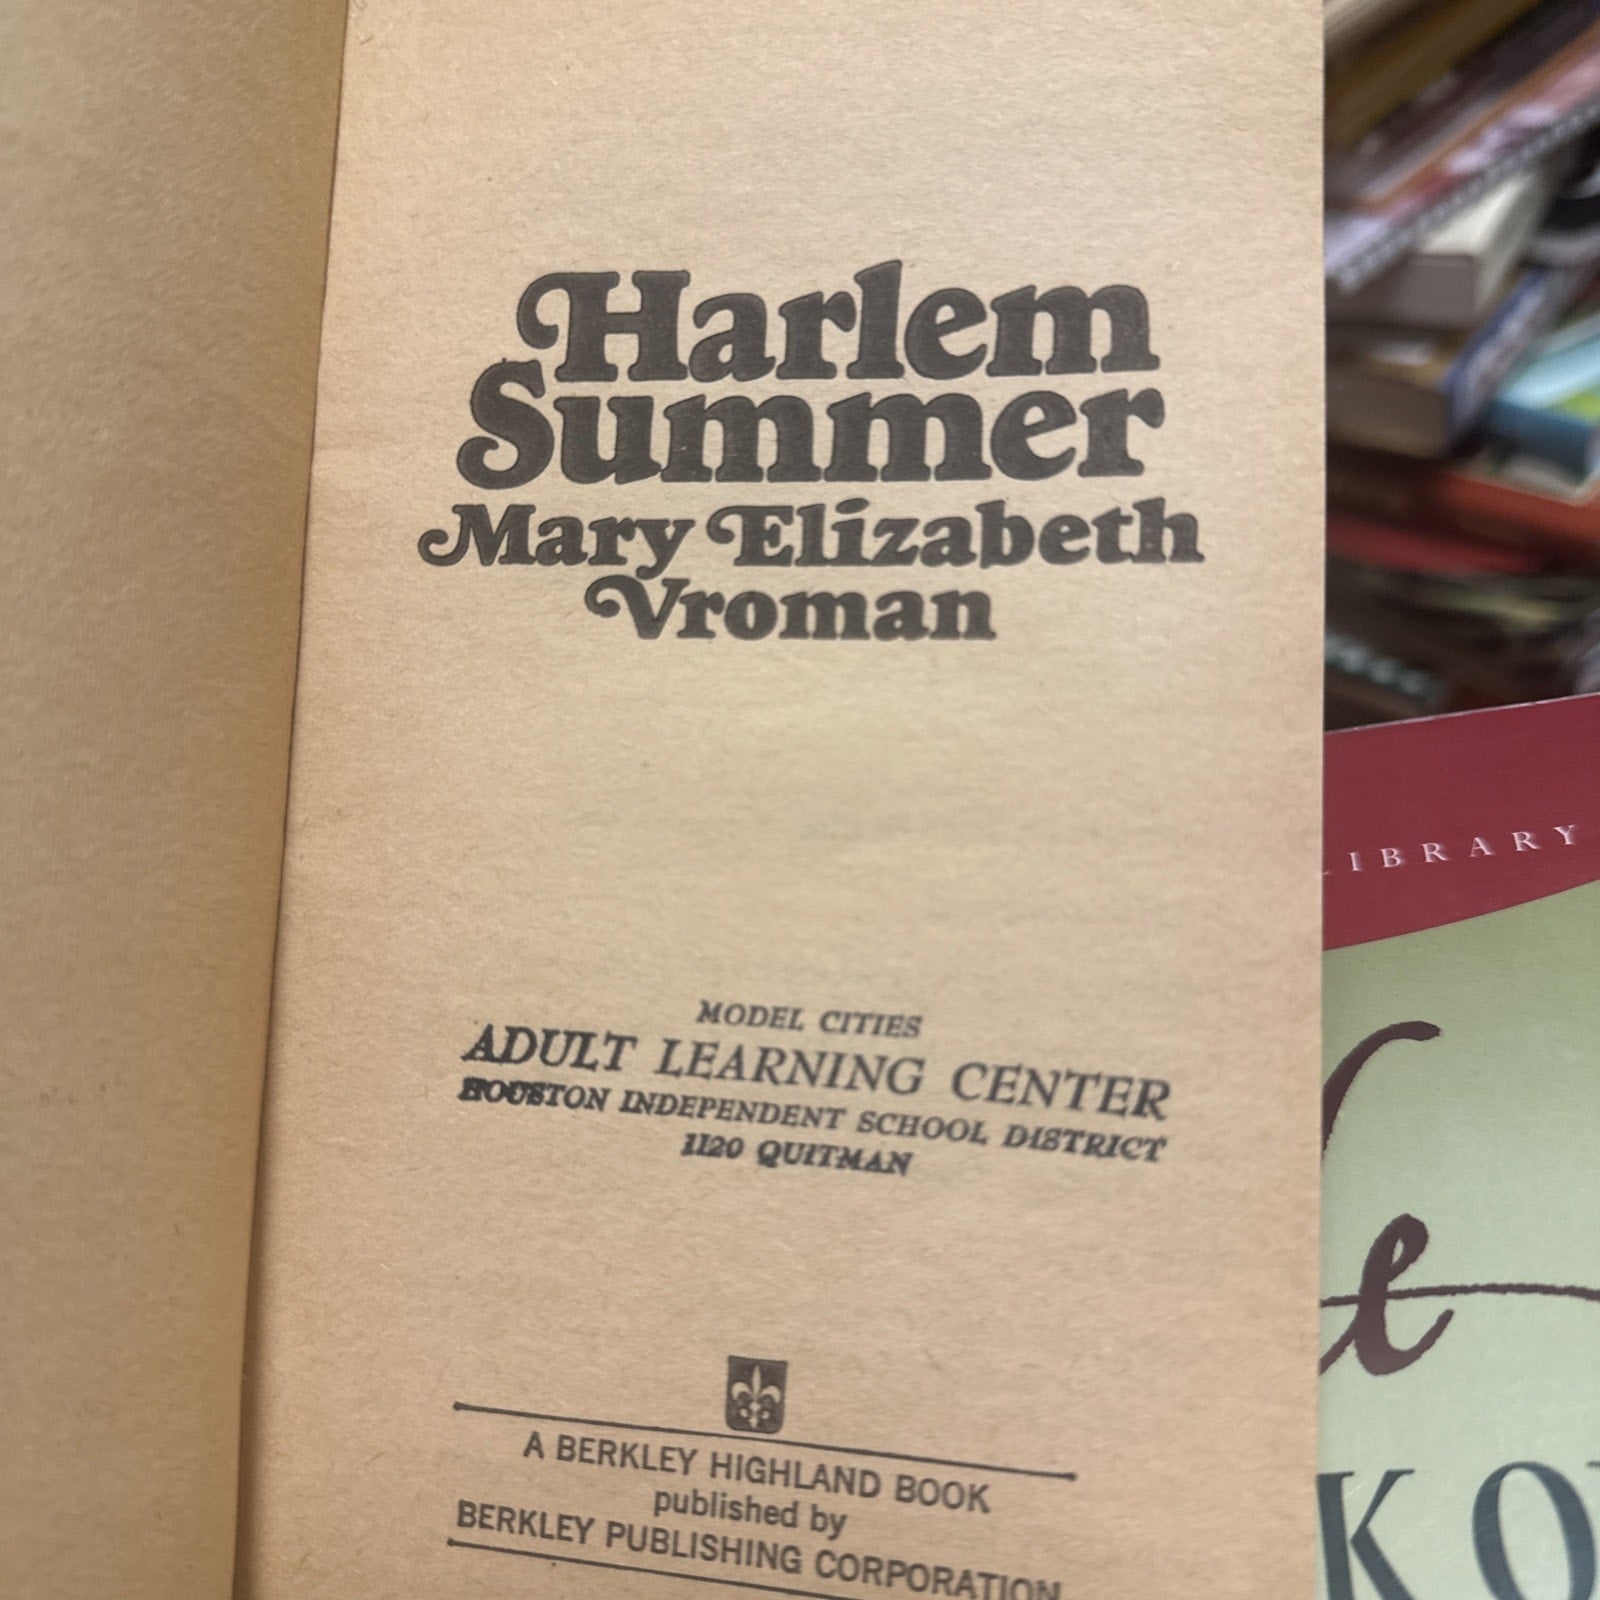 Harlem
Summer
Mary Elizabeth
Vroman
MODEL CITIES
ADULT LEARNING CENTER
HOUSTON INDEPENDENT SCHOOL DISTRICT
1120 QUITMAN
A BERKLEY HIGHLAND BOOK
published by
BERKLEY PUBLISHING CORPORATION
LIBRARY